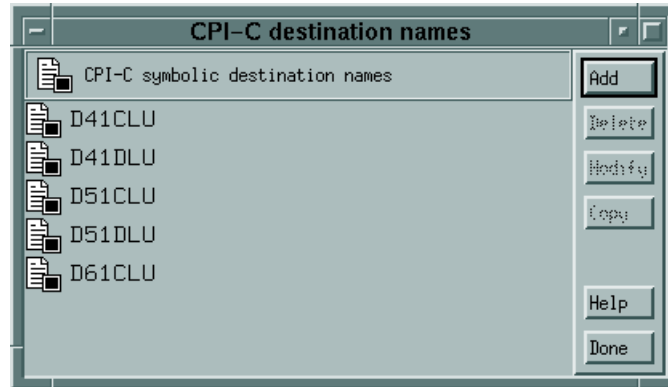 CPI-C destination names
CPI-C symbolic destination names
D41CLU
D41DLU
D51CLU
D51DLU
D61CLU
Add
Delete
Modify
Copy
Help
Done